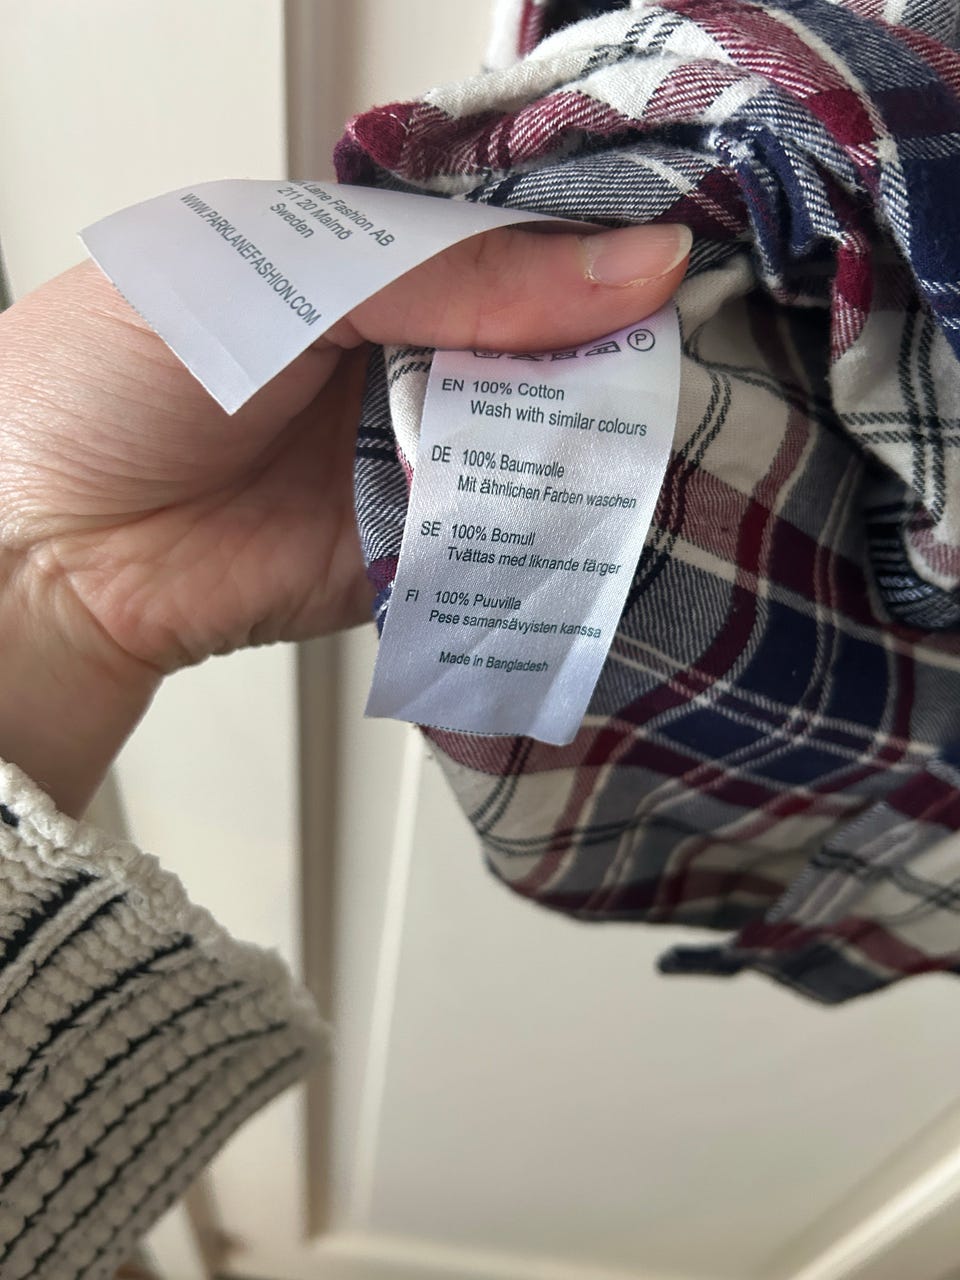 Lane Fashion AB
211 20 Malmö
Sweden
WWW.PARKLANEFASHION.COM
P
EN 100% Cotton
Wash with similar colours
DE 100% Baumwolle
Mit ähnlichen Farben waschen
SE 100% Bomull
Tvättas med liknande färger
FI 100% Puuvilla
Pese samansävyisten kanssa
Made in Bangladesh